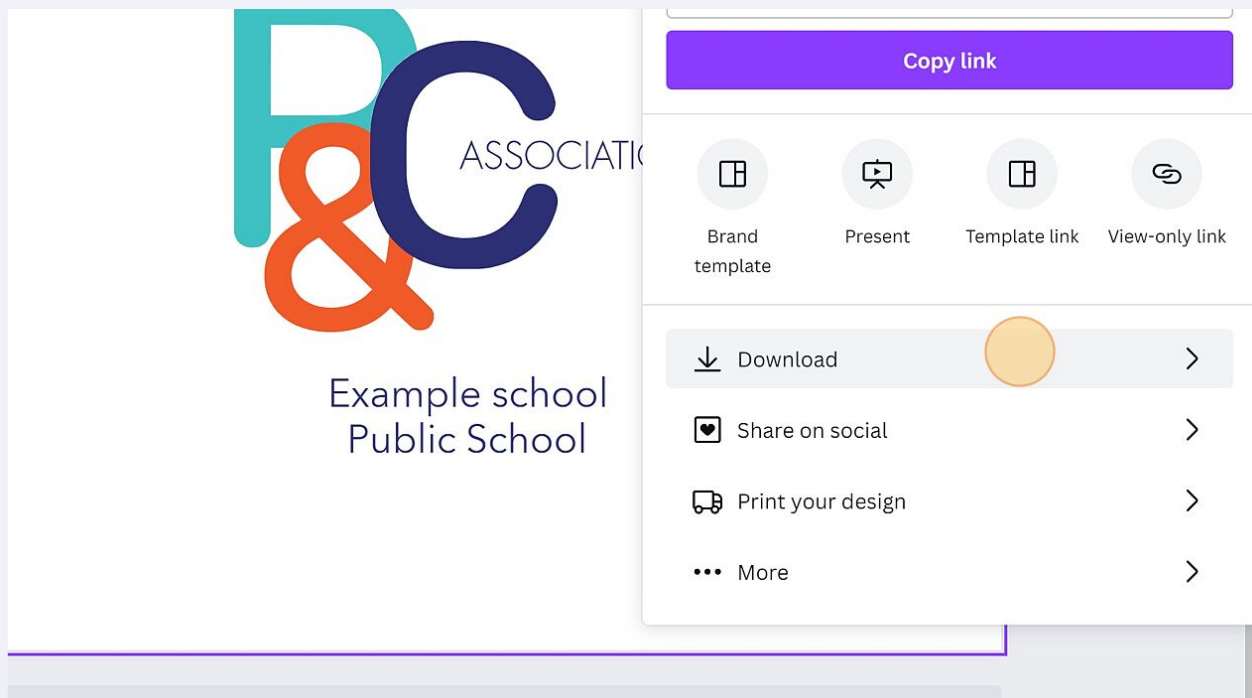 P&C
Copy link
Brand
template
Present
Template link
View-only link
Download
Share on social
Print your design
More
Example school
Public School